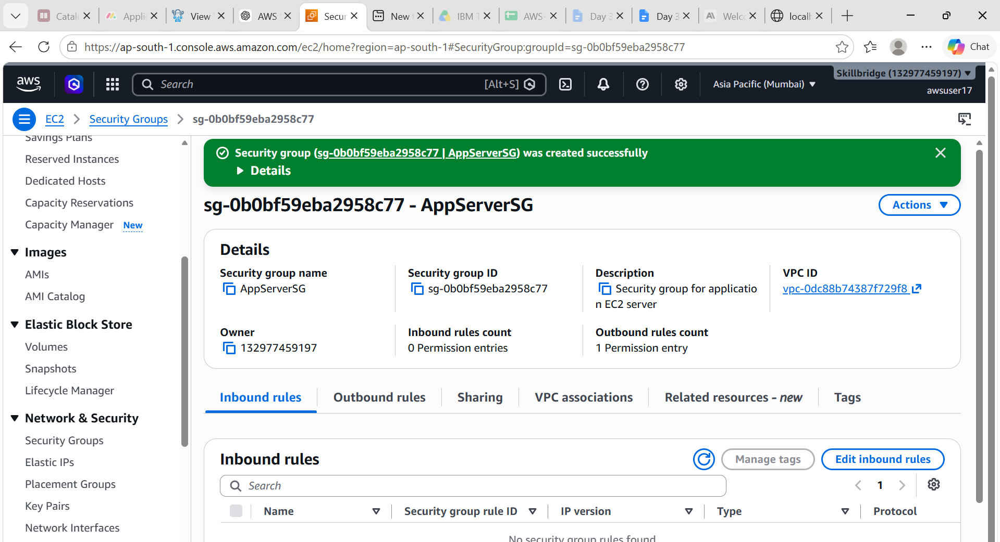 Catal
Appli
View
AWS
Secur
New
IBM T
AWS-
Day 3
Day 3
Welc
localh
https://ap-south-1.console.aws.amazon.com/ec2/home?region=ap-south-1#SecurityGroup:groupId=sg-0b0bf59eba2958c77
Chat
aws
Search
[Alt+S]
Asia Pacific (Mumbai)
Skillbridge (132977459197)
awsuser17
EC2
Security Groups
sg-0b0bf59eba2958c77
Savings Plans
Reserved Instances
Dedicated Hosts
Capacity Reservations
Capacity Manager New
Images
AMIs
AMI Catalog
Elastic Block Store
Volumes
Snapshots
Lifecycle Manager
Network & Security
Security Groups
Elastic IPs
Placement Groups
Key Pairs
Network Interfaces
Security group (sg-0b0bf59eba2958c77 | AppServerSG) was created successfully
Details
sg-0b0bf59eba2958c77 - AppServerSG
Actions
Details
Security group name
AppServerSG
Security group ID
sg-0b0bf59eba2958c77
Description
Security group for applicatio
n EC2 server
VPC ID
vpc-0dc88b74387f729f8
Owner
132977459197
Inbound rules count
0 Permission entries
Outbound rules count
1 Permission entry
Inbound rules
Outbound rules
Sharing
VPC associations
Related resources - new
Tags
Inbound rules
Manage tags
Edit inbound rules
Search
1
Name
Security group rule ID
IP version
Type
Protocol
No security group rules found